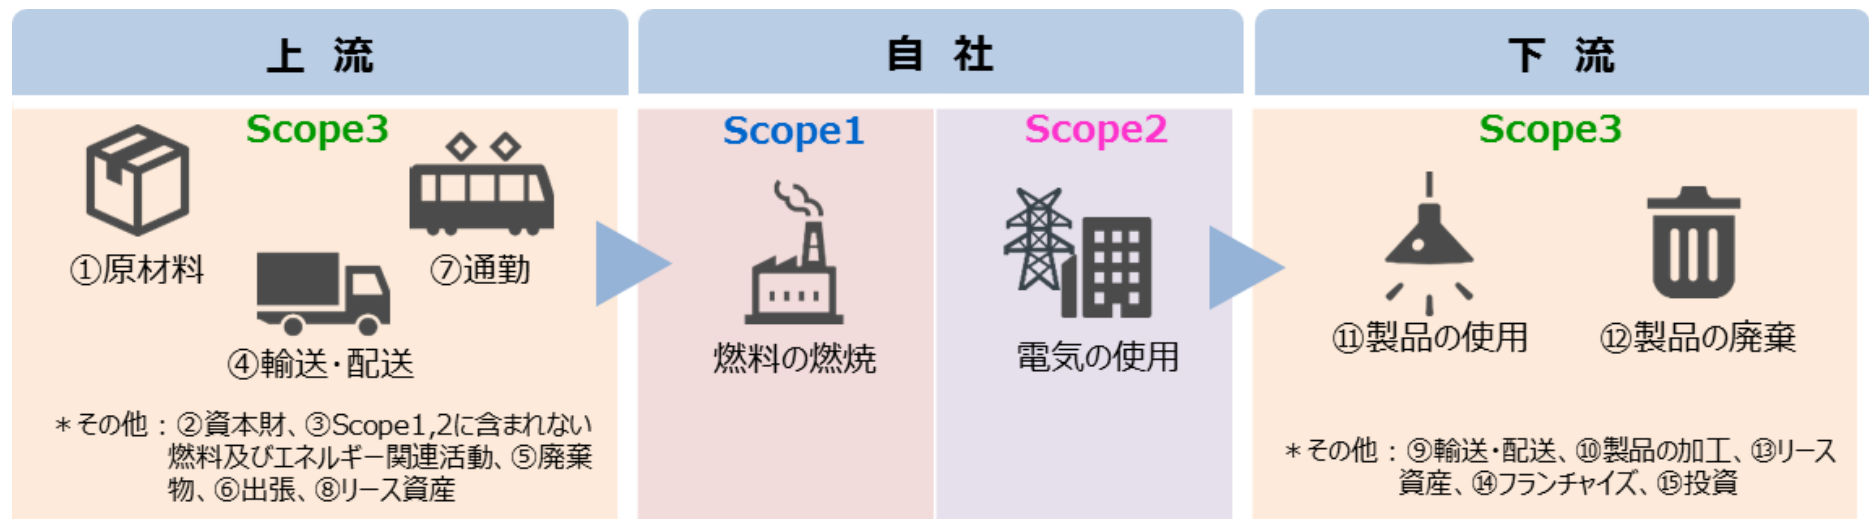 上 流
Scope3
①原材料
⑦通勤
④輸送・配送
＊その他：②資本財、③Scope1,2に含まれない
燃料及びエネルギー関連活動、⑤廃棄
物、⑥出張、⑧リース資産
自 社
Scope1
燃料の燃焼
Scope2
電気の使用
下 流
Scope3
⑪製品の使用
⑫製品の廃棄
＊その他：⑨輸送・配送、⑩製品の加工、⑬リース
資産、⑭フランチャイズ、⑮投資